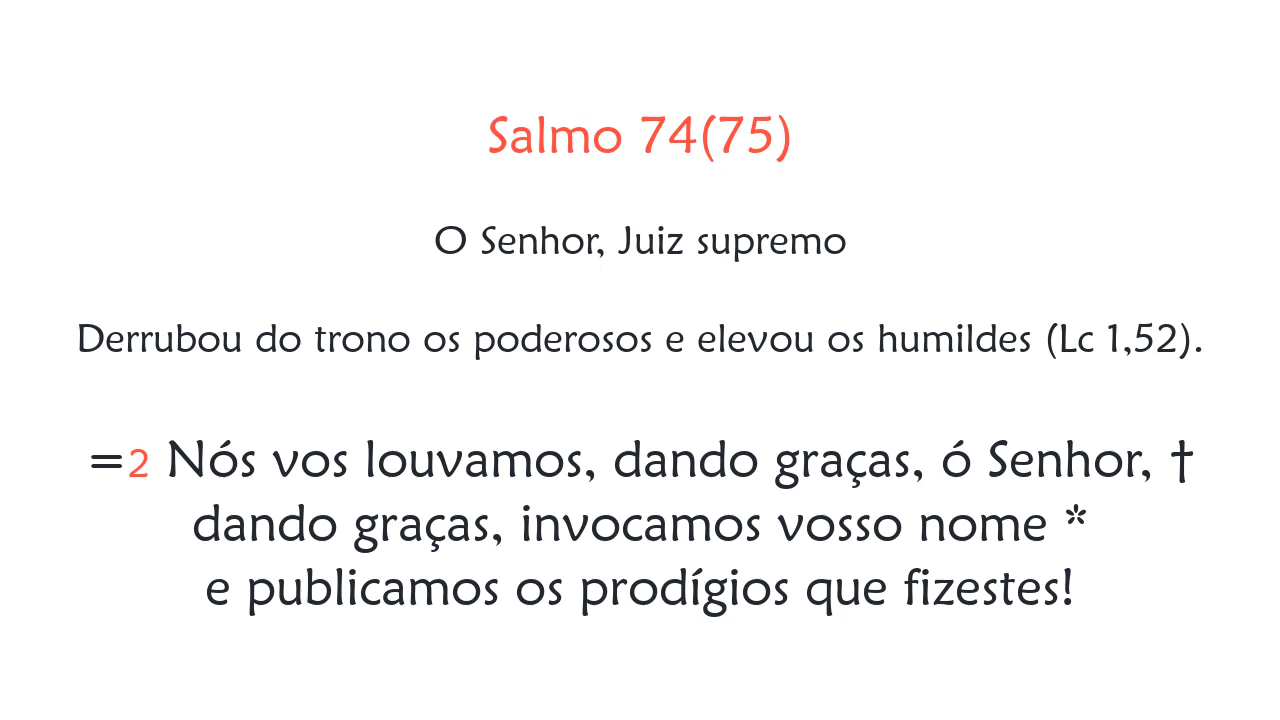 Salmo 74(75)
O Senhor, Juiz supremo
Derrubou do trono os poderosos e elevou os humildes (Lc 1,52).
=2 Nós vos louvamos, dando graças, ó Senhor, †
dando graças, invocamos vosso nome *
e publicamos os prodígios que fizestes!